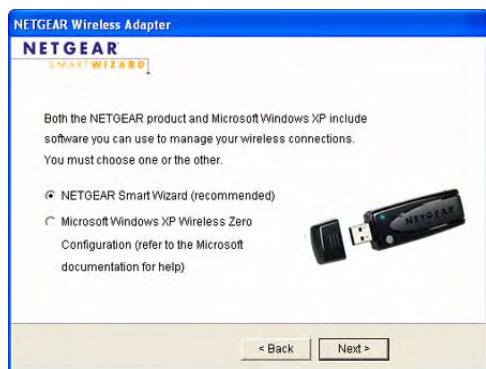 NETGEAR Wireless Adapter
NETGEAR
SMARTWIZARD
Both the NETGEAR product and Microsoft Windows XP include
software you can use to manage your wireless connections.
You must choose one or the other.
NETGEAR Smart Wizard (recommended)
Microsoft Windows XP Wireless Zero
Configuration (refer to the Microsoft
documentation for help)
NETGEAR
< Back Next >